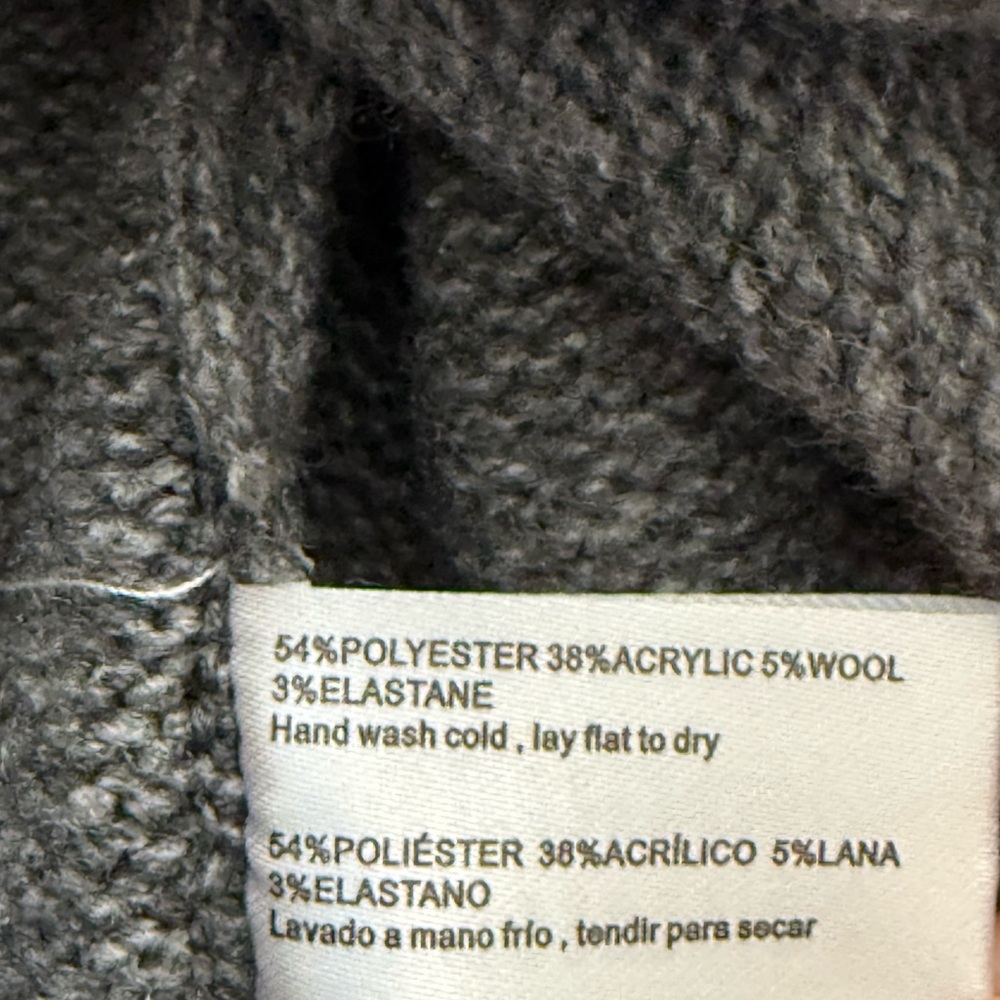 54%POLYESTER 38%ACRYLIC 5%WOOL
3%ELASTANE
Hand wash cold , lay flat to dry
54%POLIÉSTER 38%ACRÍLICO 5%LANA
3%ELASTANO
Lavado a mano frío , tendir para secar